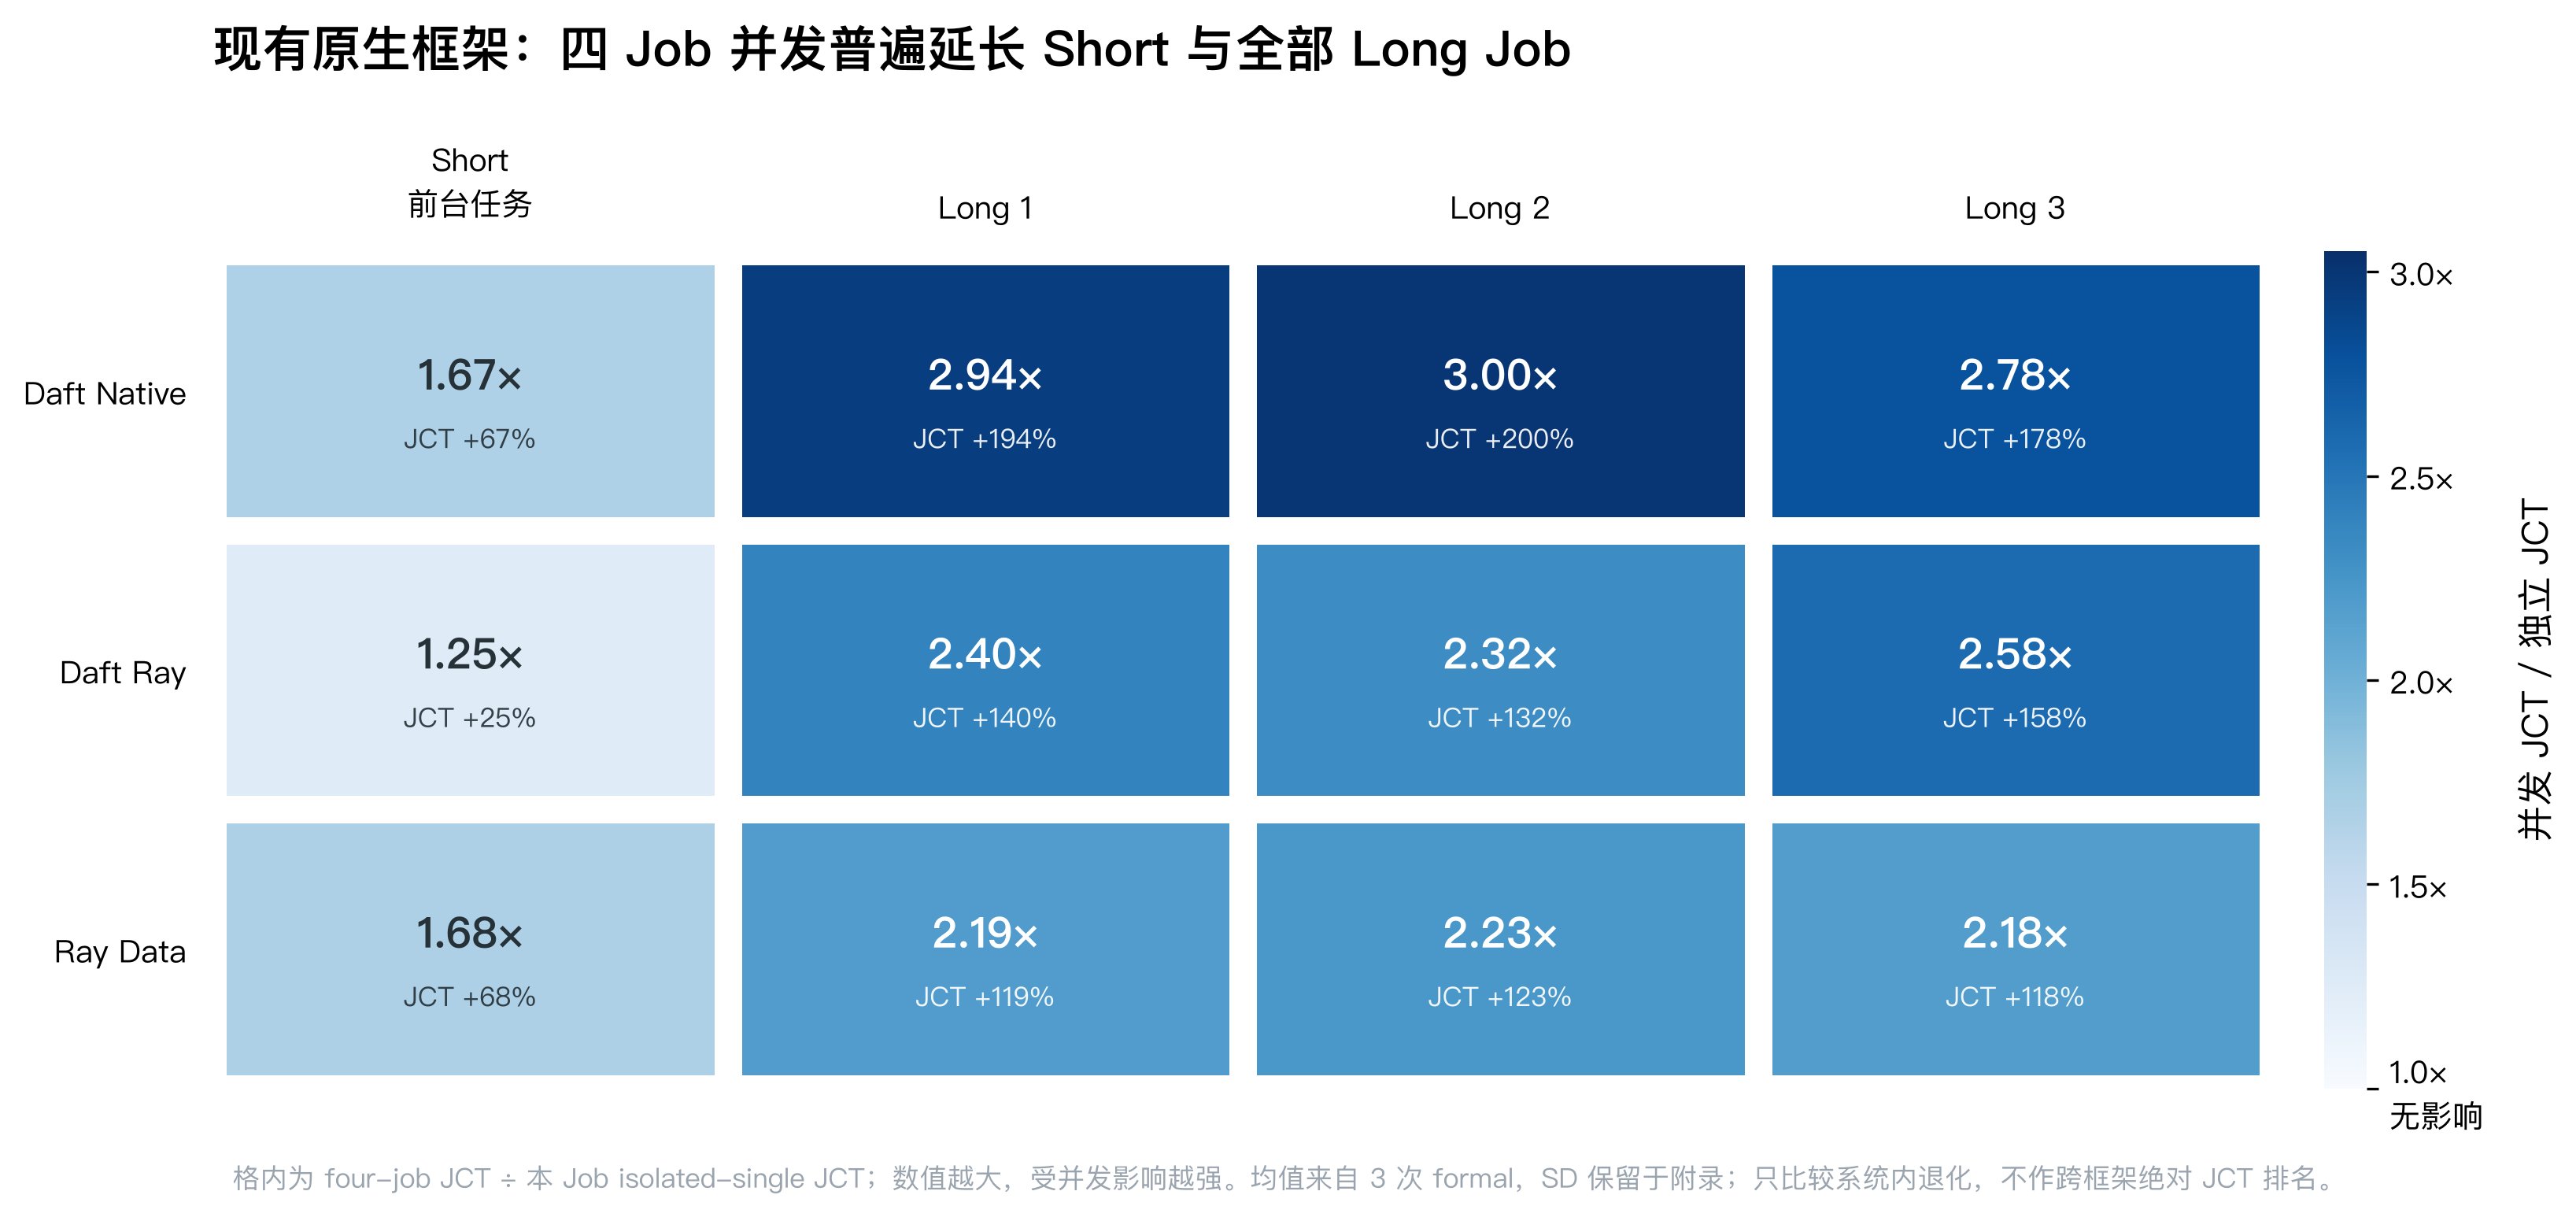 现有原生框架：四 Job 并发普遍延长 Short 与全部 Long Job
Short
前台任务
Long 1
Long 2
Long 3
Daft Native
1.67×
JCT +67%
2.94×
JCT +194%
3.00×
JCT +200%
2.78×
JCT +178%
Daft Ray
1.25×
JCT +25%
2.40×
JCT +140%
2.32×
JCT +132%
2.58×
JCT +158%
Ray Data
1.68×
JCT +68%
2.19×
JCT +119%
2.23×
JCT +123%
2.18×
JCT +118%
3.0×
2.5×
2.0×
1.5×
1.0×
无影响
并发 JCT / 独立 JCT
格内为 four-job JCT ÷ 本 Job isolated-single JCT；数值越大，受并发影响越强。均值来自 3 次 formal，SD 保留于附录；只比较系统内退化，不作跨框架绝对 JCT 排名。